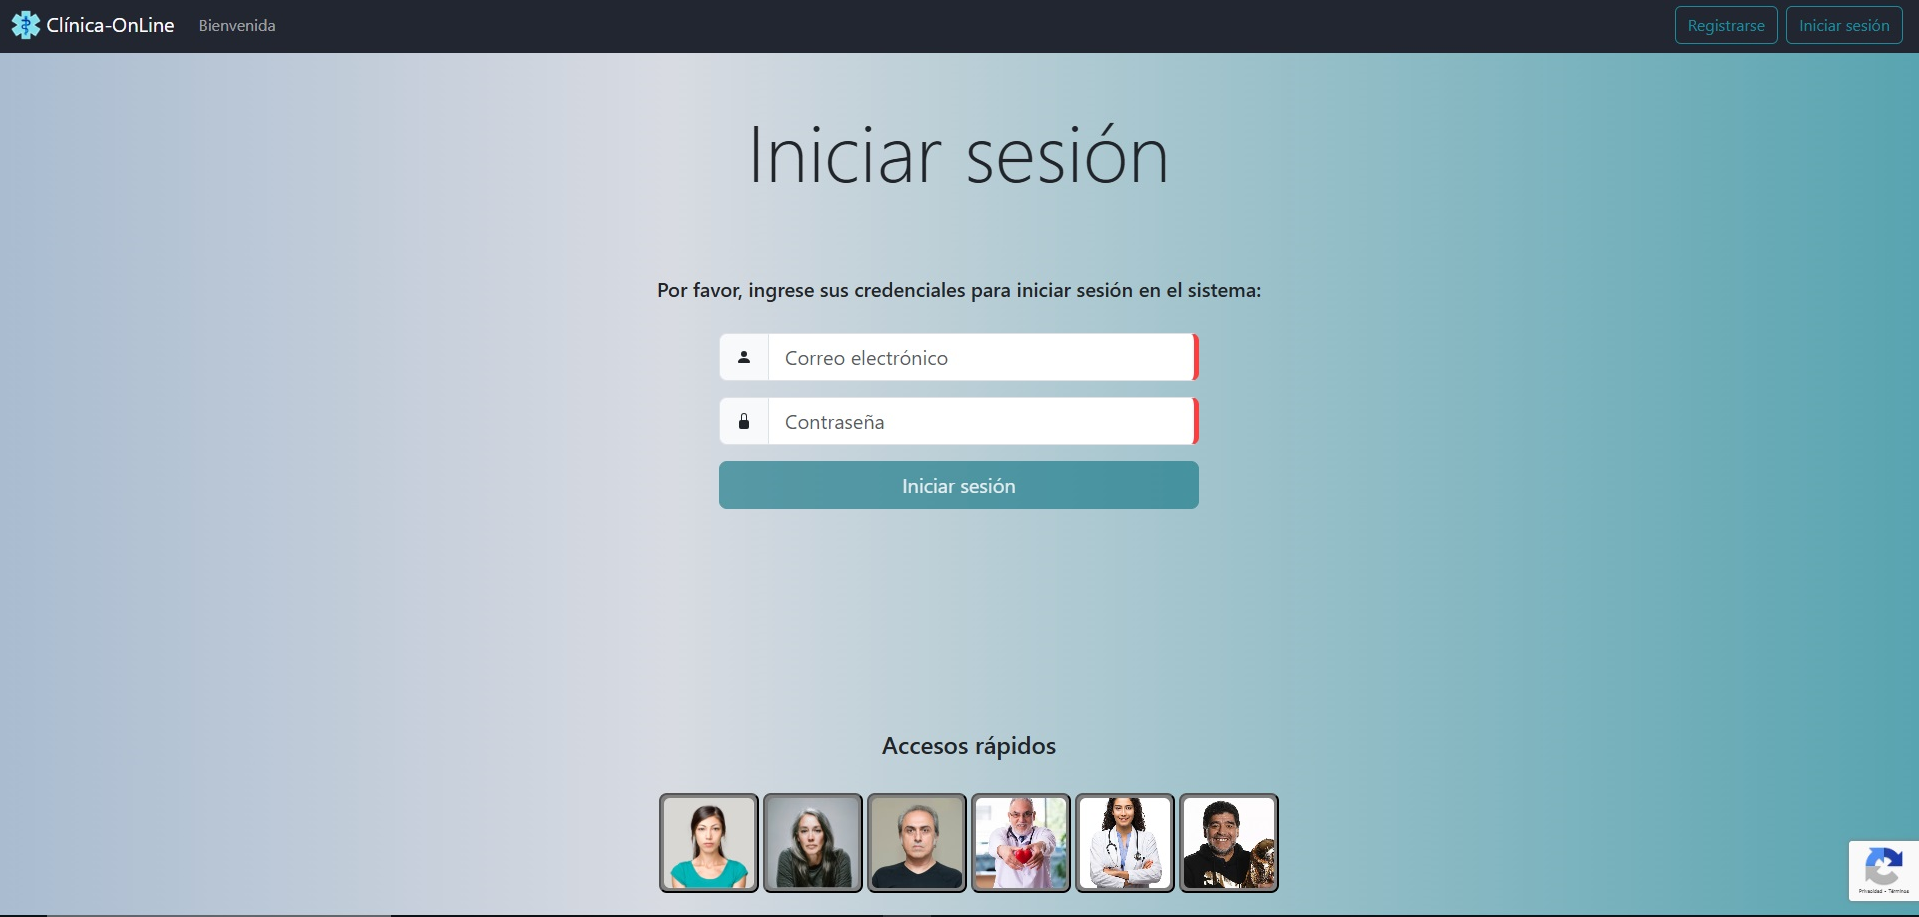 Clínica-OnLine
Bienvenida
Registrarse
Iniciar sesión
Iniciar sesión
Por favor, ingrese sus credenciales para iniciar sesión en el sistema:
Correo electrónico
Contraseña
Iniciar sesión
Accesos rápidos
Privacidad - Términos